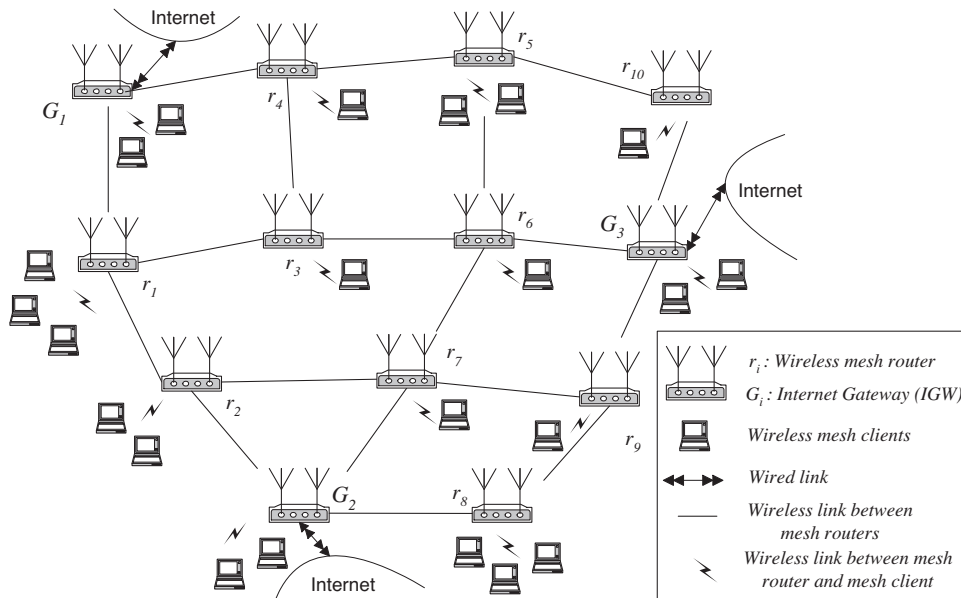 Internet
r5
r10
G1
r4
Internet
r6
G3
r3
r1
r7
r2
r9
G2
r8
Internet
ri : Wireless mesh router
Gi : Internet Gateway (IGW)
Wireless mesh clients
Wired link
Wireless link between
mesh routers
Wireless link between mesh
router and mesh client